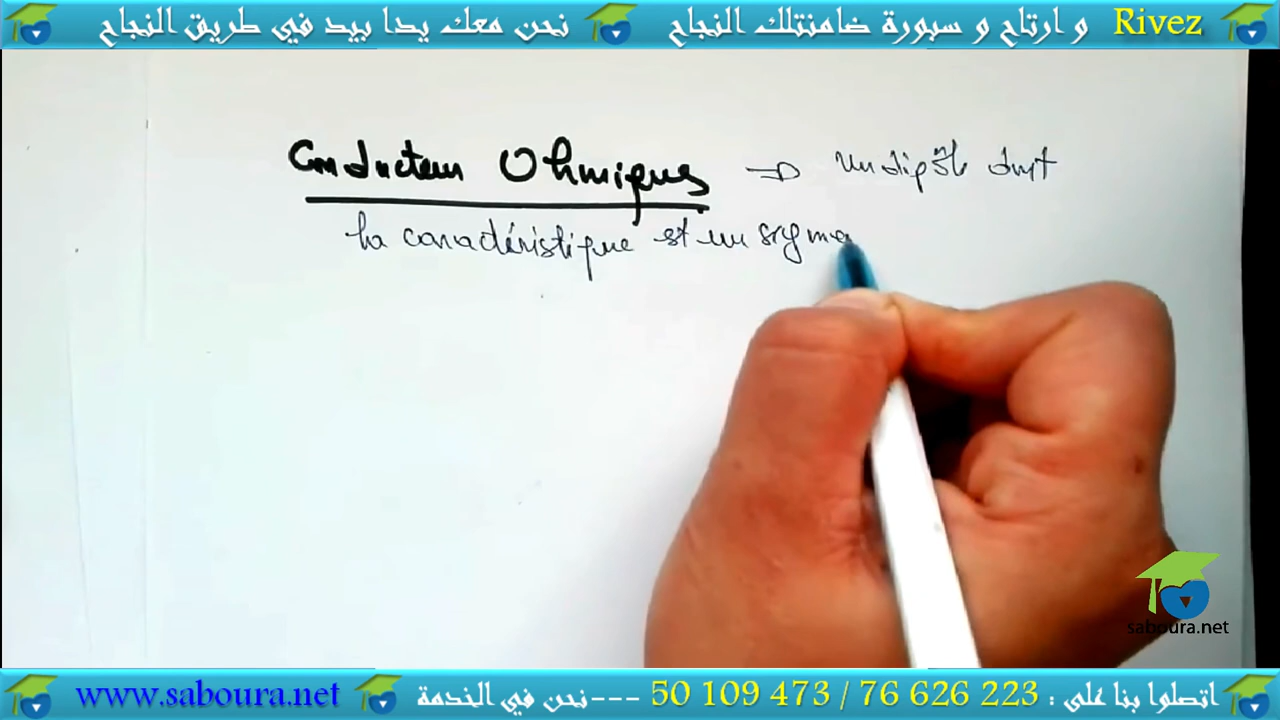 نحن معك يدا بيد في طريق النجاح
Rivez و ارتاح و سبورة ضامنتلك النجاح
Conducteur Ohmique ⇒ un dipôle dont
la caractéristique est un segme
saboura.net
www.saboura.net
اتصلوا بنا على : 223 626 76 / 473 109 50 ---نحن في الخدمة